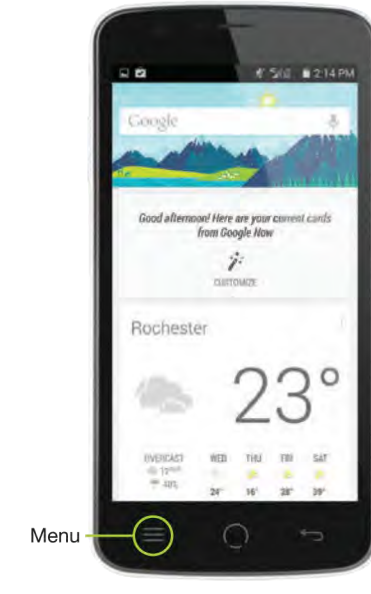 2:14 PM
Google
Good afternoon! Here are your current cards
from Google Now
CUSTOMIZE
Rochester
23°
OVERCAST WED THU FRI SAT
24° 16° 28° 39°
Menu